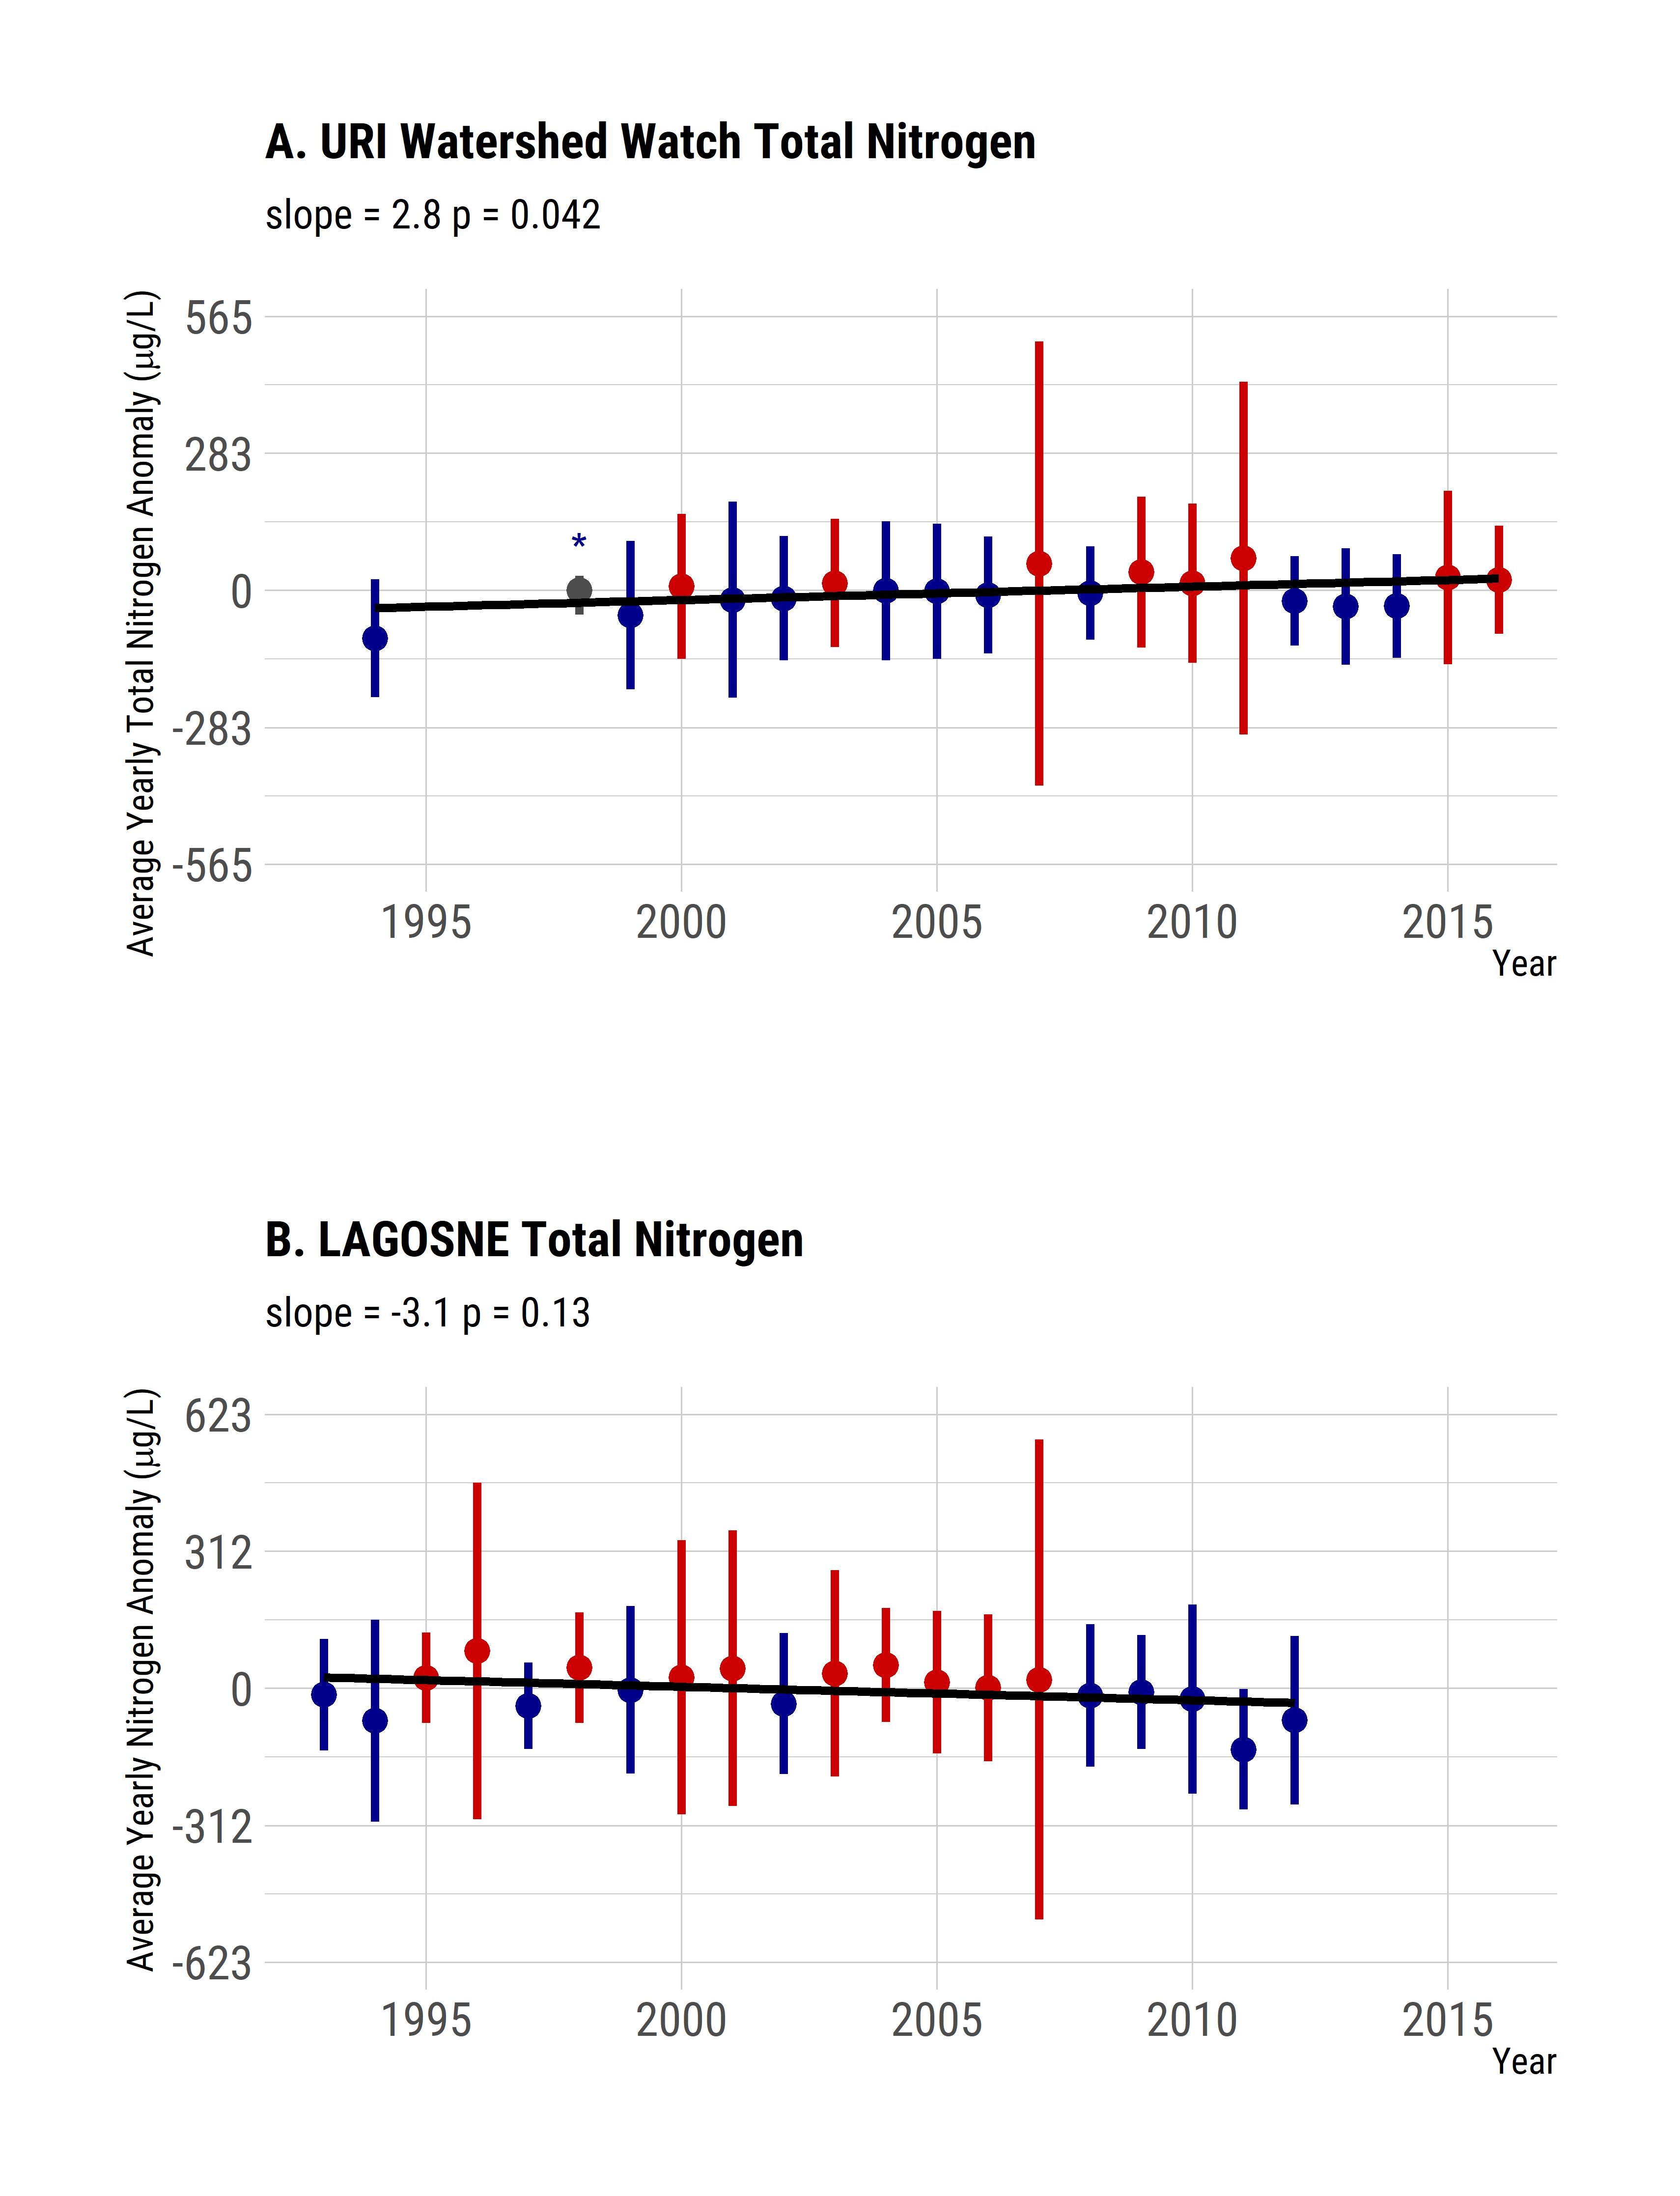 A. URI Watershed Watch Total Nitrogen
slope = 2.8 p = 0.042
Average Yearly Total Nitrogen Anomaly (µg/L)
565
283
0
-283
-565
*
1995 2000 2005 2010 2015
Year
B. LAGOSNE Total Nitrogen
slope = -3.1 p = 0.13
Average Yearly Nitrogen Anomaly (µg/L)
623
312
0
-312
-623
1995 2000 2005 2010 2015
Year